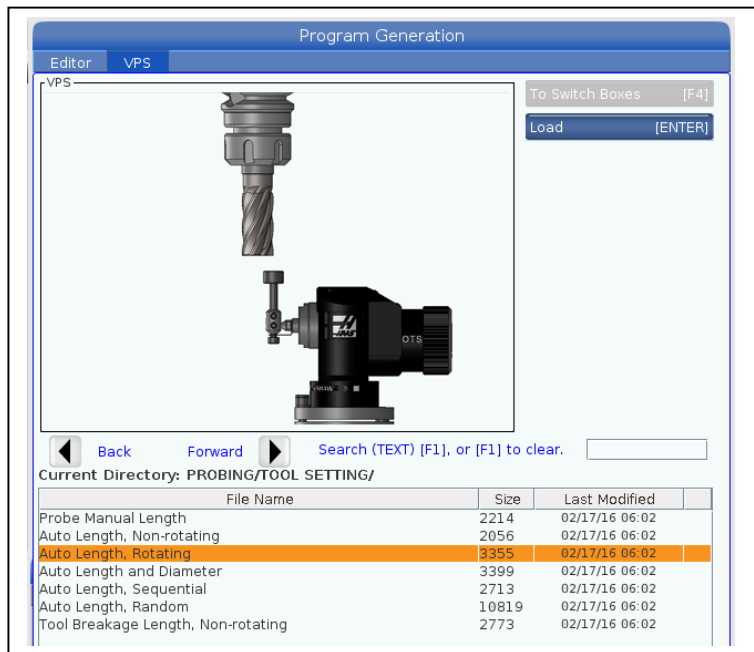 Program Generation
Editor VPS
VPS
To Switch Boxes [F4]
Load [ENTER]
OTS
Back Forward Search (TEXT) [F1], or [F1] to clear.
Current Directory: PROBING/TOOL SETTING/
File Name Size Last Modified
Probe Manual Length 2214 02/17/16 06:02
Auto Length, Non-rotating 2056 02/17/16 06:02
Auto Length, Rotating 3355 02/17/16 06:02
Auto Length and Diameter 3399 02/17/16 06:02
Auto Length, Sequential 2713 02/17/16 06:02
Auto Length, Random 10819 02/17/16 06:02
Tool Breakage Length, Non-rotating 2773 02/17/16 06:02